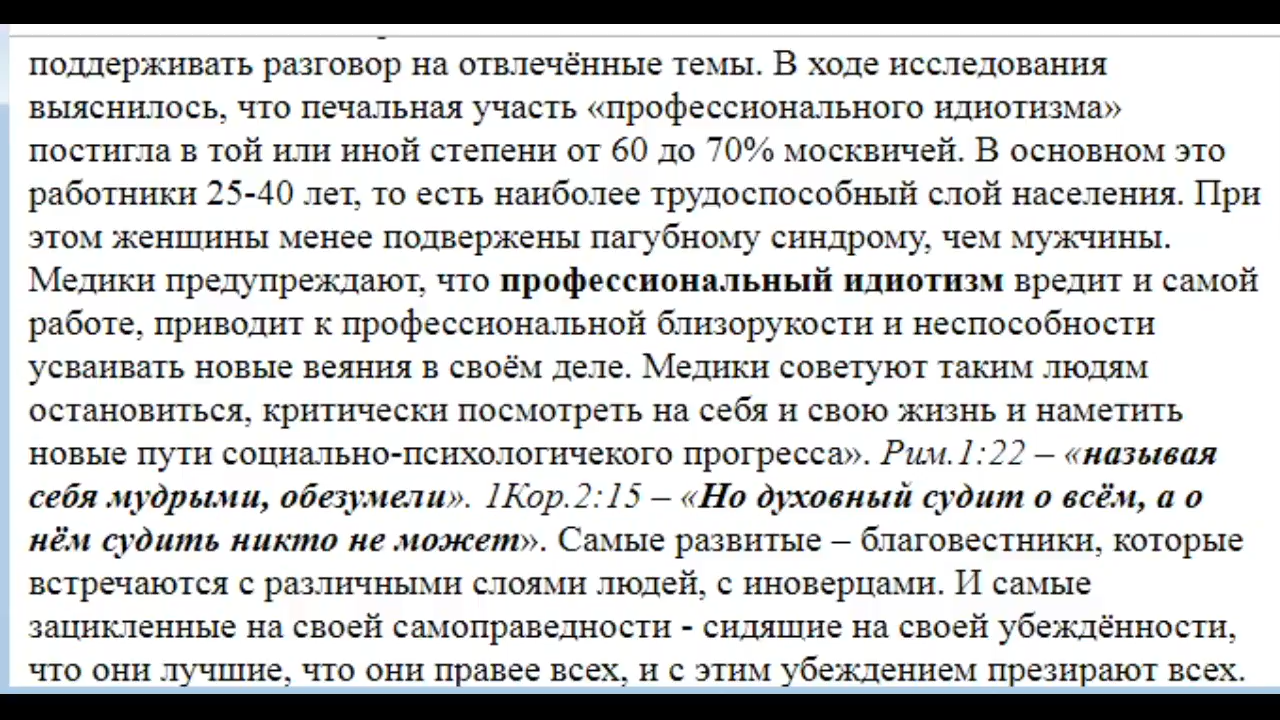 поддерживать разговор на отвлечённые темы. В ходе исследования
выяснилось, что печальная участь «профессионального идиотизма»
постигла в той или иной степени от 60 до 70% москвичей. В основном это
работники 25-40 лет, то есть наиболее трудоспособный слой населения. При
этом женщины менее подвержены пагубному синдрому, чем мужчины.
Медики предупреждают, что профессиональный идиотизм вредит и самой
работе, приводит к профессиональной близорукости и неспособности
усваивать новые веяния в своём деле. Медики советуют таким людям
остановиться, критически посмотреть на себя и свою жизнь и наметить
новые пути социально-психологичекого прогресса». Рим.1:22 – «называя
себя мудрыми, обезумели». 1Кор.2:15 – «Но духовный судит о всём, а о
нём судить никто не может». Самые развитые – благовестники, которые
встречаются с различными слоями людей, с иноверцами. И самые
зацикленные на своей самоправедности - сидящие на своей убеждённости,
что они лучшие, что они правее всех, и с этим убеждением презирают всех.